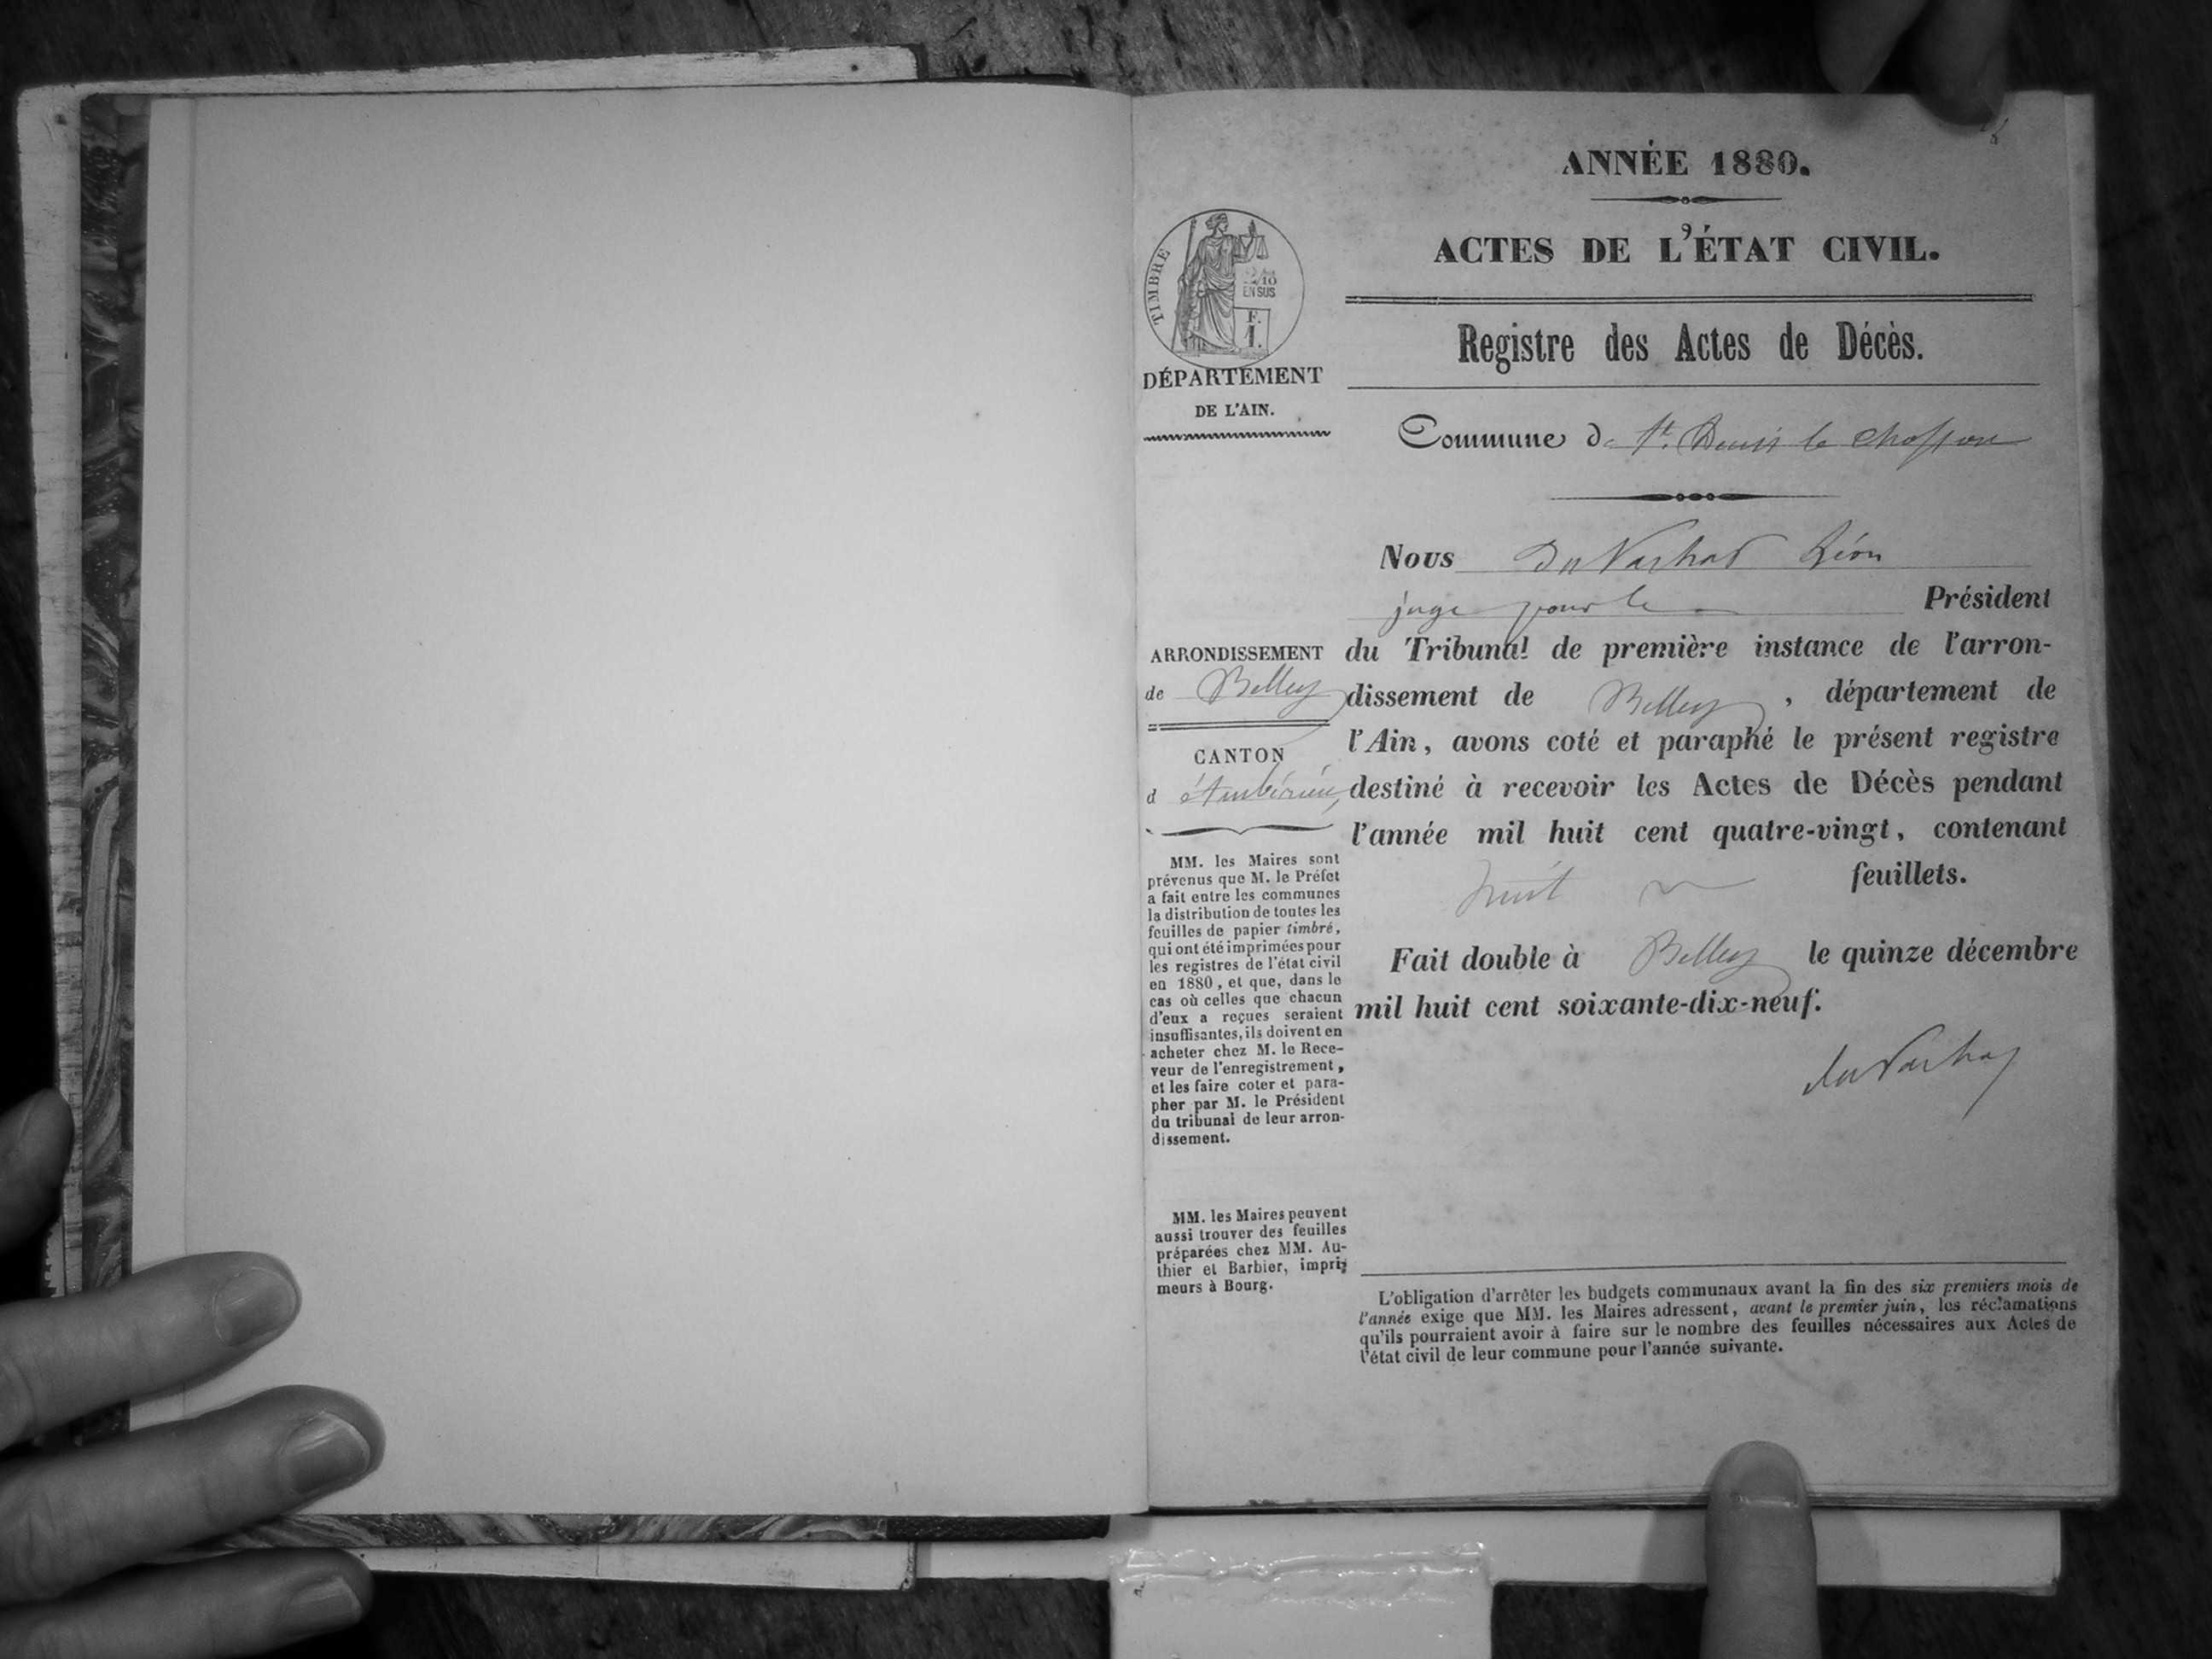 ANNÉE 1880.
ACTES DE L'ÉTAT CIVIL.
Registre des Actes de Décès.
TIMBRE
2/10
EN SUS
F.
1.
DÉPARTEMENT
DE L'AIN.
Commune de St. Denis le Chosson
Nous Du Vachat Léon
juge pour le Président
du Tribunal de première instance de l'arron-
dissement de Belley, département de
l'Ain, avons coté et paraphé le présent registre
destiné à recevoir les Actes de Décès pendant
l'année mil huit cent quatre-vingt, contenant
huit feuillets.
Fait double à Belley le quinze décembre
mil huit cent soixante-dix-neuf.
du Vachat
ARRONDISSEMENT
de Belley
CANTON
d'Ambérieu
MM. les Maires sont
prévenus que M. le Préfet
a fait entre les communes
la distribution de toutes les
feuilles de papier timbré,
qui ont été imprimées pour
les registres de l'état civil
en 1880, et que, dans le
cas où celles que chacun
d'eux a reçues seraient
insuffisantes, ils doivent en
acheter chez M. le Rece-
veur de l'enregistrement,
et les faire coter et para-
pher par M. le Président
du tribunal de leur arron-
dissement.
MM. les Maires peuvent
aussi trouver des feuilles
préparées chez MM. Au-
thier et Barbier, impri-
meurs à Bourg.
L'obligation d'arrêter les budgets communaux avant la fin des six premiers mois de
l'année exige que MM. les Maires adressent, avant le premier juin, les réclamations
qu'ils pourraient avoir à faire sur le nombre des feuilles nécessaires aux Actes de
l'état civil de leur commune pour l'année suivante.